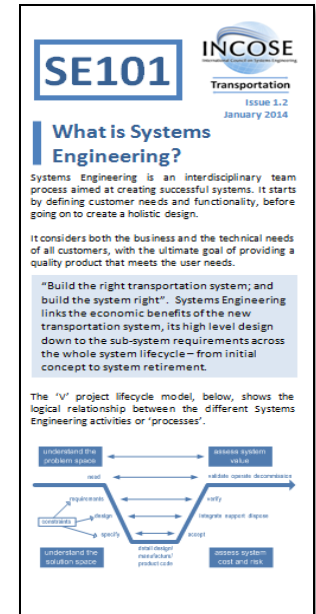 SE101
INCOSE
International Council on Systems Engineering
Transportation
Issue 1.2
January 2014
What is Systems
Engineering?
Systems Engineering is an interdisciplinary team
process aimed at creating successful systems. It starts
by defining customer needs and functionality, before
going on to create a holistic design.
It considers both the business and the technical needs
of all customers, with the ultimate goal of providing a
quality product that meets the user needs.
“Build the right transportation system; and
build the system right”. Systems Engineering
links the economic benefits of the new
transportation system, its high level design
down to the sub-system requirements across
the whole system lifecycle – from initial
concept to system retirement.
The ‘V’ project lifecycle model, below, shows the
logical relationship between the different Systems
Engineering activities or ‘processes’.
understand the
problem space
assess system
value
need
validate operate decommission
requirements
verify
constraints
design
integrate support dispose
specify
accept
understand the
solution space
detail design/
manufacture/
product code
assess system
cost and risk